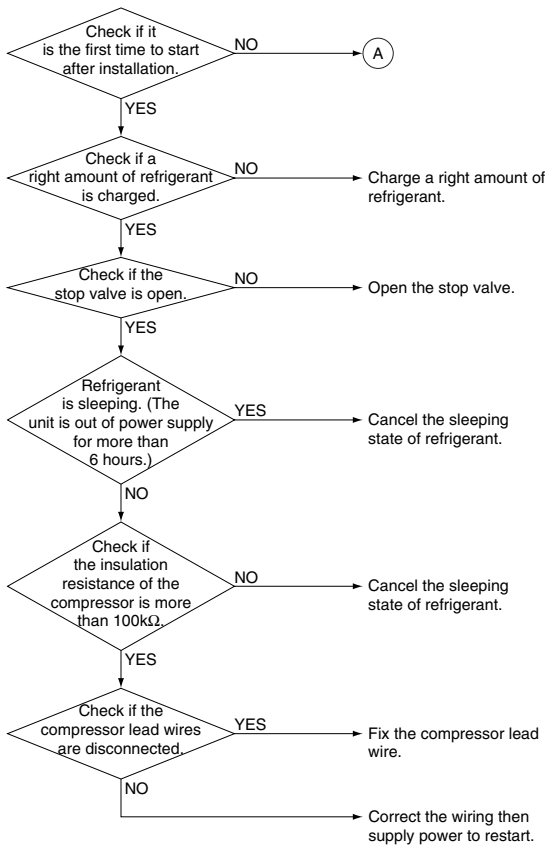 Check if it
is the first time to start
after installation.
NO
A
YES
Check if a
right amount of refrigerant
is charged.
NO
Charge a right amount of
refrigerant.
YES
Check if the
stop valve is open.
NO
Open the stop valve.
YES
Refrigerant
is sleeping. (The
unit is out of power supply
for more than
6 hours.)
YES
Cancel the sleeping
state of refrigerant.
NO
Check if
the insulation
resistance of the
compressor is more
than 100kΩ.
NO
Cancel the sleeping
state of refrigerant.
YES
Check if the
compressor lead wires
are disconnected.
YES
Fix the compressor lead
wire.
NO
Correct the wiring then
supply power to restart.